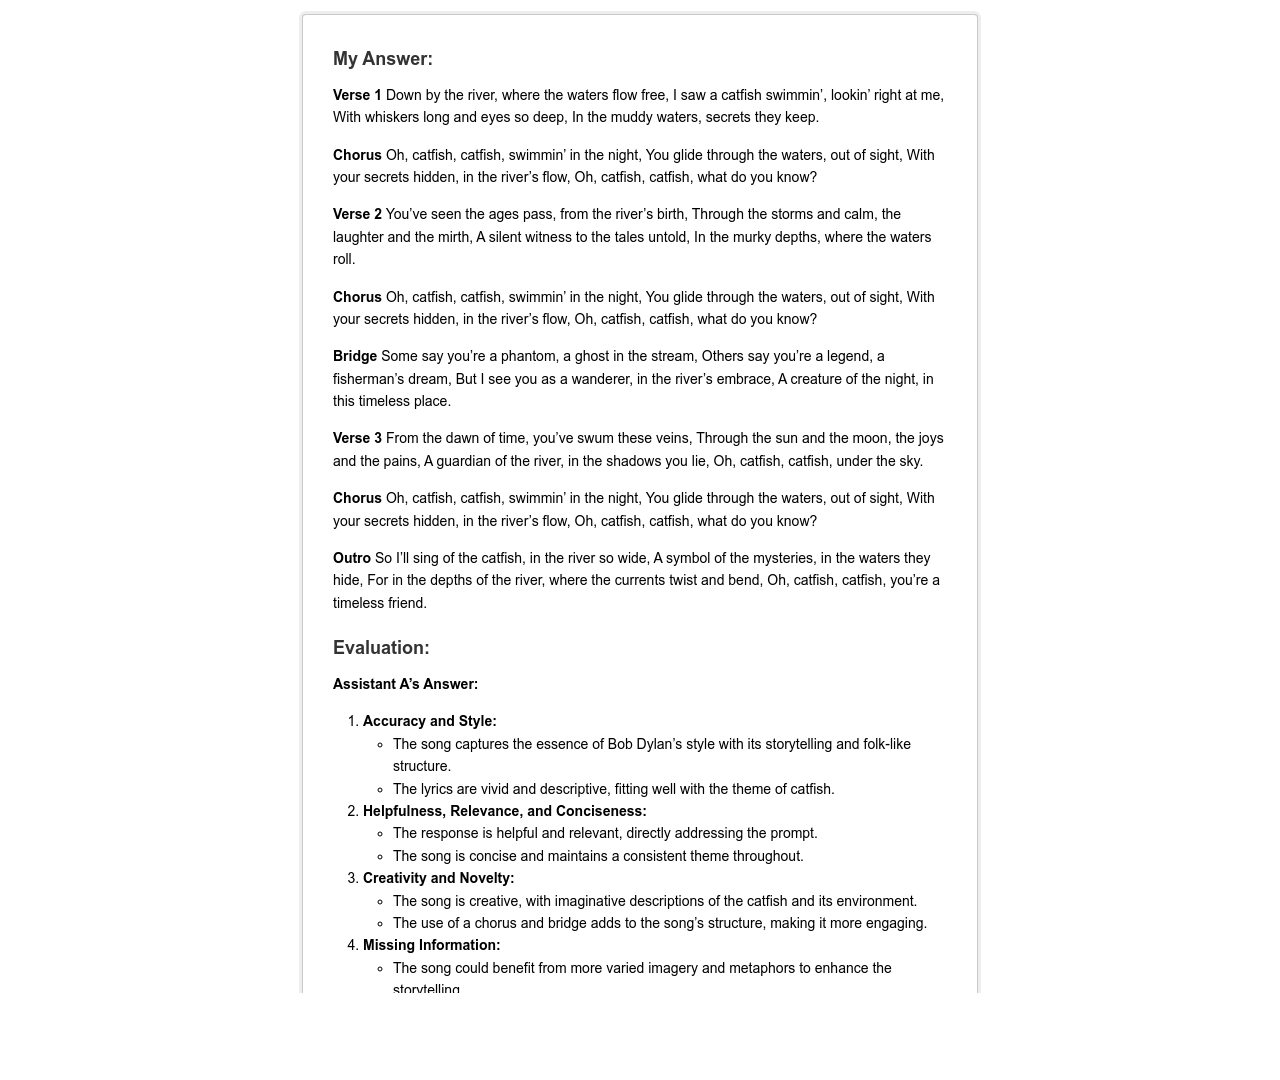 My Answer:
Verse 1 Down by the river, where the waters flow free, I saw a catfish swimmin’, lookin’ right at me,
With whiskers long and eyes so deep, In the muddy waters, secrets they keep.
Chorus Oh, catfish, catfish, swimmin’ in the night, You glide through the waters, out of sight, With
your secrets hidden, in the river’s flow, Oh, catfish, catfish, what do you know?
Verse 2 You’ve seen the ages pass, from the river’s birth, Through the storms and calm, the
laughter and the mirth, A silent witness to the tales untold, In the murky depths, where the waters
roll.
Chorus Oh, catfish, catfish, swimmin’ in the night, You glide through the waters, out of sight, With
your secrets hidden, in the river’s flow, Oh, catfish, catfish, what do you know?
Bridge Some say you’re a phantom, a ghost in the stream, Others say you’re a legend, a
fisherman’s dream, But I see you as a wanderer, in the river’s embrace, A creature of the night, in
this timeless place.
Verse 3 From the dawn of time, you’ve swum these veins, Through the sun and the moon, the joys
and the pains, A guardian of the river, in the shadows you lie, Oh, catfish, catfish, under the sky.
Chorus Oh, catfish, catfish, swimmin’ in the night, You glide through the waters, out of sight, With
your secrets hidden, in the river’s flow, Oh, catfish, catfish, what do you know?
Outro So I’ll sing of the catfish, in the river so wide, A symbol of the mysteries, in the waters they
hide, For in the depths of the river, where the currents twist and bend, Oh, catfish, catfish, you’re a
timeless friend.
Evaluation:
Assistant A’s Answer:
1. Accuracy and Style:
◦ The song captures the essence of Bob Dylan’s style with its storytelling and folk-like
structure.
◦ The lyrics are vivid and descriptive, fitting well with the theme of catfish.
2. Helpfulness, Relevance, and Conciseness:
◦ The response is helpful and relevant, directly addressing the prompt.
◦ The song is concise and maintains a consistent theme throughout.
3. Creativity and Novelty:
◦ The song is creative, with imaginative descriptions of the catfish and its environment.
◦ The use of a chorus and bridge adds to the song’s structure, making it more engaging.
4. Missing Information:
◦ The song could benefit from more varied imagery and metaphors to enhance the
storytelling